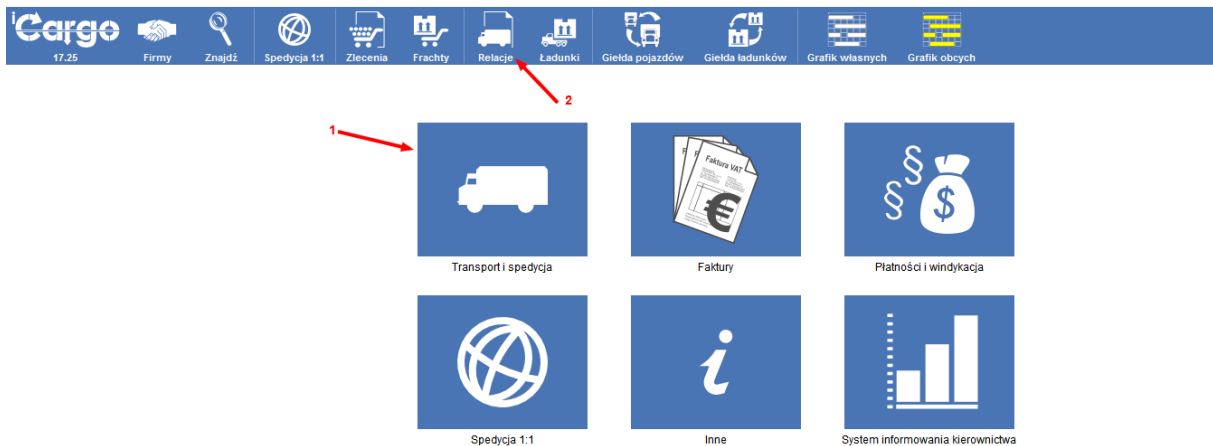 iCargo
17.25 Firmy Znajdź Spedycja 1:1 Zlecenia Frachty Relacje Ładunki Giełda pojazdów Giełda ładunków Grafik własnych Grafik obcych
2
1
Faktura VAT
Transport i spedycja Faktury Płatności i windykacja
Spedycja 1:1 Inne System informowania kierownictwa